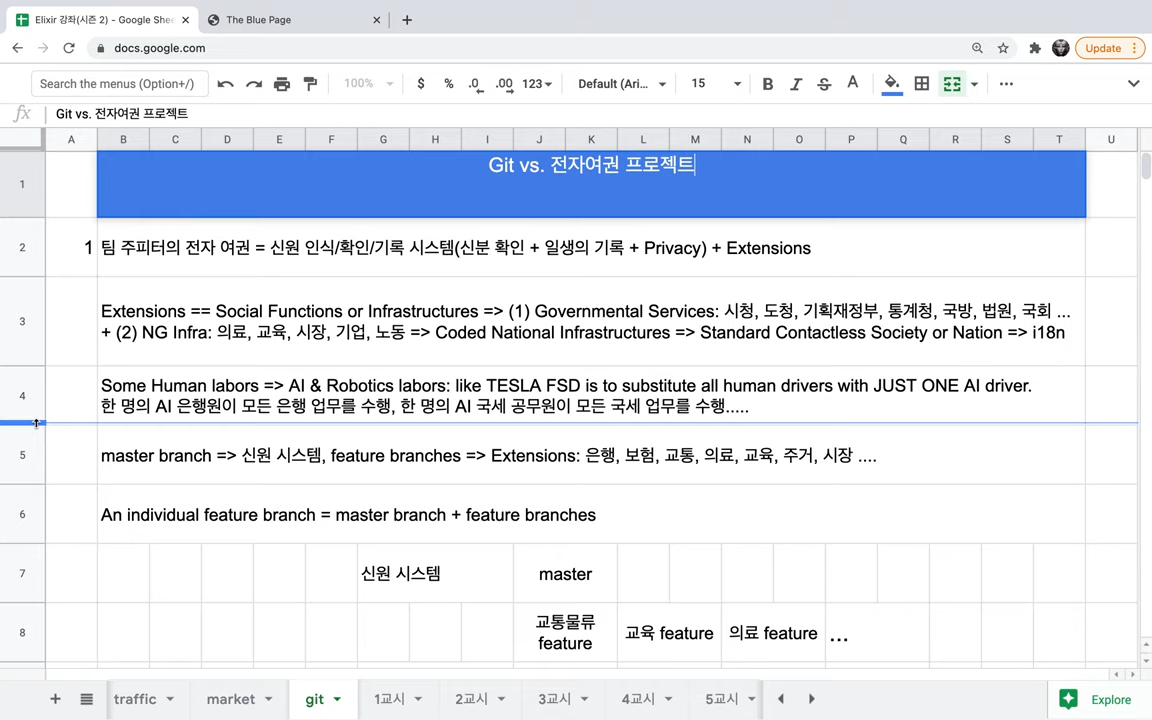 Elixir 강좌(시즌 2) - Google Shee
The Blue Page
docs.google.com
Update
Search the menus (Option+/)
100%
$ % .0 .00 123
Default (Ari...
15
B I S A
fx Git vs. 전자여권 프로젝트
A B C D E F G H I J K L M N O P Q R S T U
1 Git vs. 전자여권 프로젝트
2 1 팀 주피터의 전자 여권 = 신원 인식/확인/기록 시스템(신분 확인 + 일생의 기록 + Privacy) + Extensions
3 Extensions == Social Functions or Infrastructures => (1) Governmental Services: 시청, 도청, 기획재정부, 통계청, 국방, 법원, 국회 ...
+ (2) NG Infra: 의료, 교육, 시장, 기업, 노동 => Coded National Infrastructures => Standard Contactless Society or Nation => i18n
4 Some Human labors => AI & Robotics labors: like TESLA FSD is to substitute all human drivers with JUST ONE AI driver.
한 명의 AI 은행원이 모든 은행 업무를 수행, 한 명의 AI 국세 공무원이 모든 국세 업무를 수행.....
5 master branch => 신원 시스템, feature branches => Extensions: 은행, 보험, 교통, 의료, 교육, 주거, 시장 ....
6 An individual feature branch = master branch + feature branches
7 신원 시스템 master
8 교통물류 feature 교육 feature 의료 feature ...
traffic market git 1교시 2교시 3교시 4교시 5교시
Explore